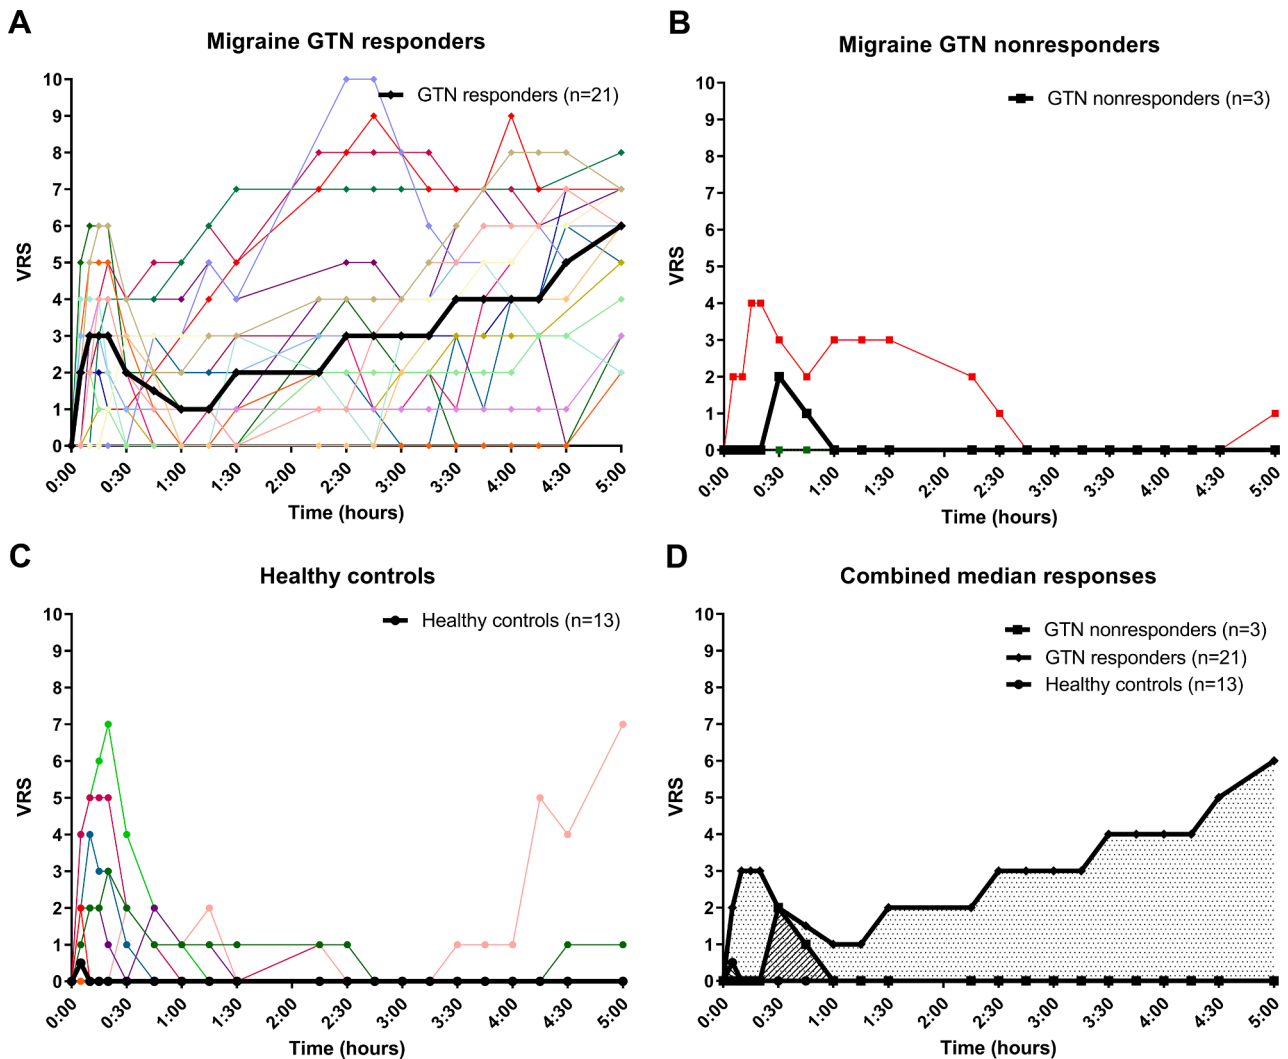 A
Migraine GTN responders
GTN responders (n=21)
10
9
8
7
6
5
4
3
2
1
0
VRS
0:00 0:30 1:00 1:30 2:00 2:30 3:00 3:30 4:00 4:30 5:00
Time (hours)
B
Migraine GTN nonresponders
GTN nonresponders (n=3)
10
9
8
7
6
5
4
3
2
1
0
VRS
0:00 0:30 1:00 1:30 2:00 2:30 3:00 3:30 4:00 4:30 5:00
Time (hours)
C
Healthy controls
Healthy controls (n=13)
10
9
8
7
6
5
4
3
2
1
0
VRS
0:00 0:30 1:00 1:30 2:00 2:30 3:00 3:30 4:00 4:30 5:00
Time (hours)
D
Combined median responses
GTN nonresponders (n=3)
GTN responders (n=21)
Healthy controls (n=13)
10
9
8
7
6
5
4
3
2
1
0
VRS
0:00 0:30 1:00 1:30 2:00 2:30 3:00 3:30 4:00 4:30 5:00
Time (hours)